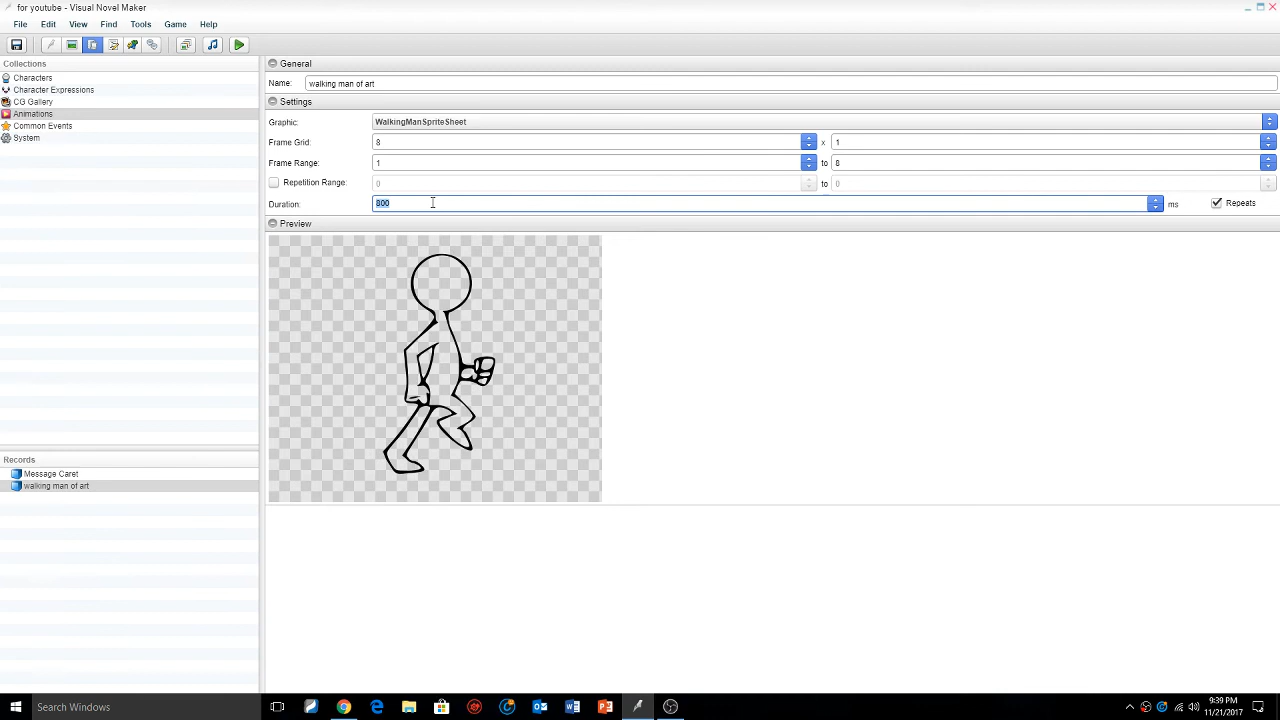 for youtube - Visual Novel Maker
File Edit View Find Tools Game Help
Collections
Characters
Character Expressions
CG Gallery
Animations
Common Events
System
Records
Message Caret
walking man of art
General
Name: walking man of art
Settings
Graphic: WalkingManSpriteSheet
Frame Grid: 8 x 1
Frame Range: 1 to 8
Repetition Range: 0 to 0
Duration: 800 ms Repeats
Preview
Search Windows
9:39 PM
11/21/2017